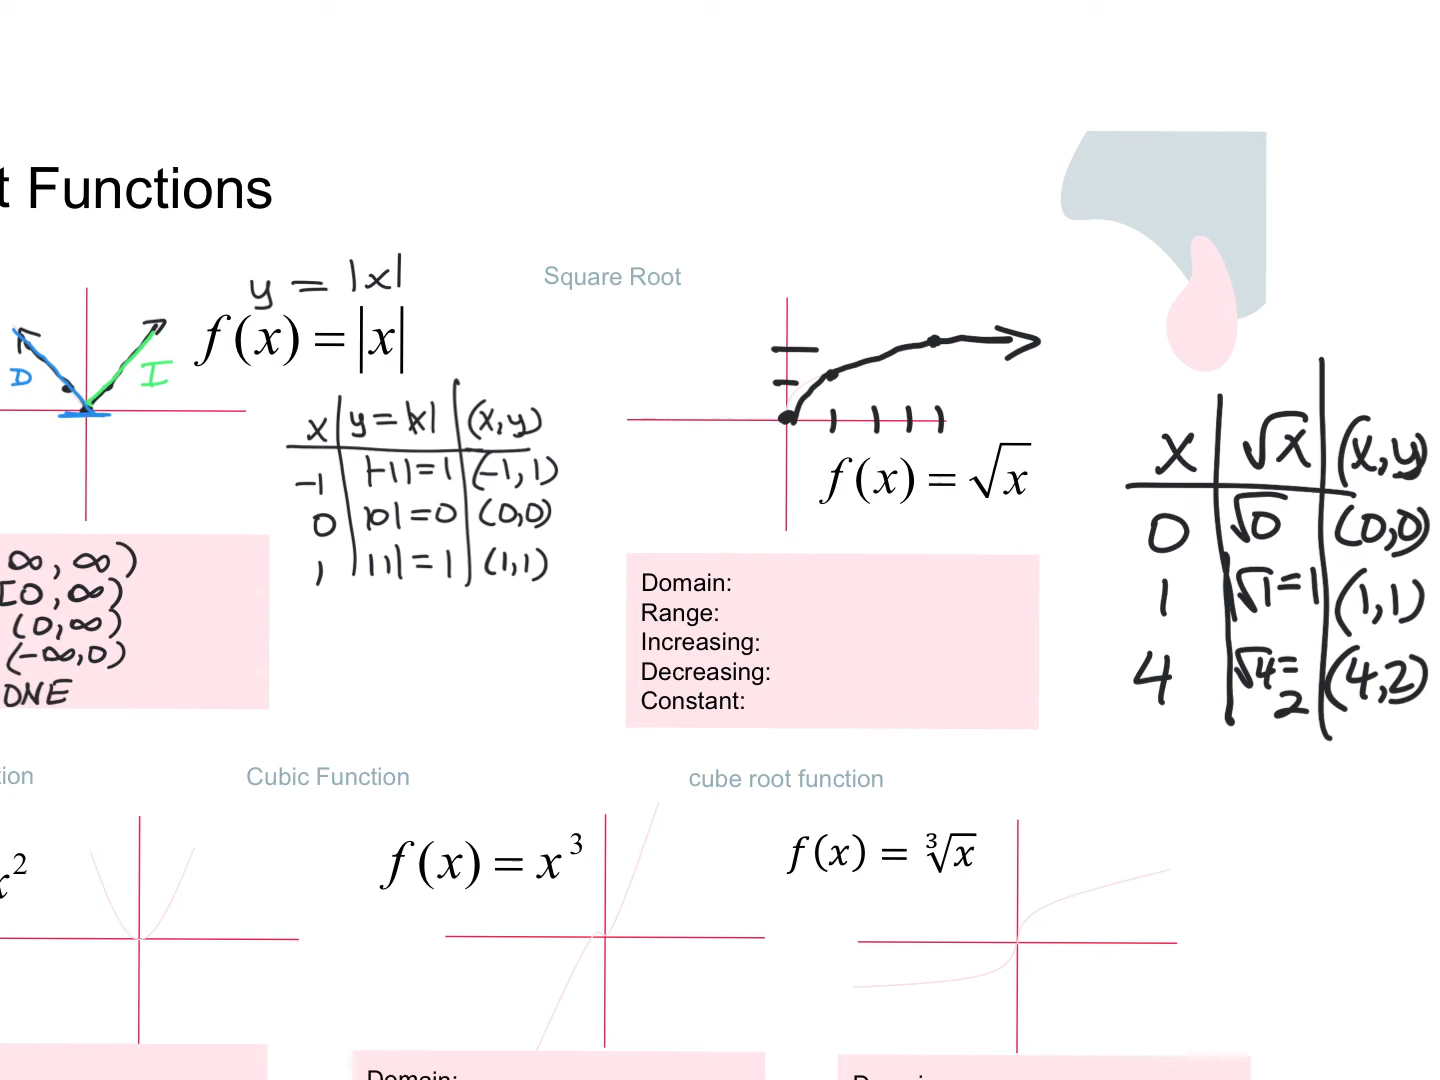 t Functions
y = |x|
f(x) = |x|
D
I
x | y = |x| | (x,y)
-1 | |-1| = 1 | (-1,1)
0 | |0| = 0 | (0,0)
1 | |1| = 1 | (1,1)
∞, ∞)
[0, ∞)
(0, ∞)
(-∞, 0)
ONE
Square Root
f(x) = √x
Domain:
Range:
Increasing:
Decreasing:
Constant:
x | √x | (x,y)
0 | √0 | (0,0)
1 | √1 = 1 | (1,1)
4 | √4 = 2 | (4,2)
tion
x²
Cubic Function
f(x) = x³
cube root function
f(x) = ∛x
Domain: